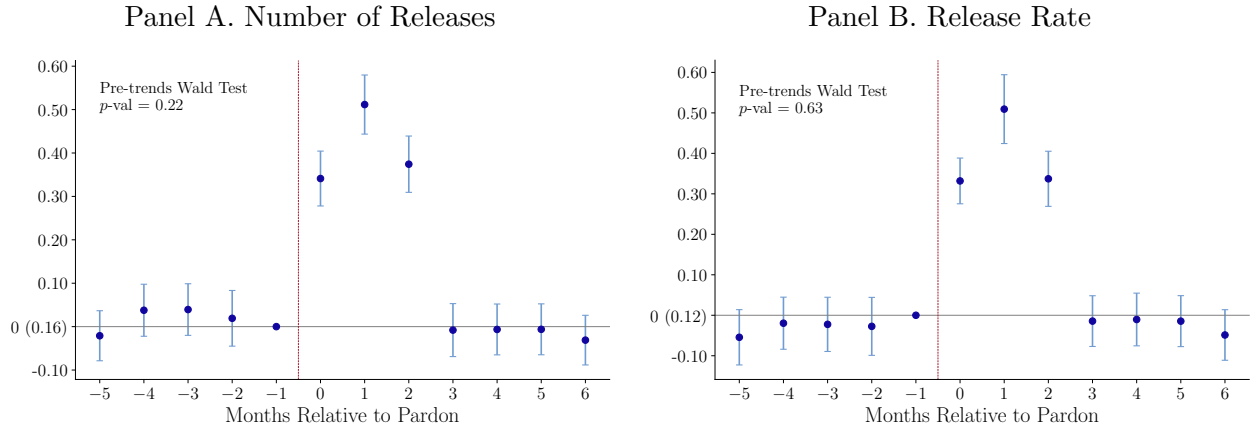 Panel A. Number of Releases
0.60
0.50
0.40
0.30
0.20
0.10
0 (0.16)
-0.10
Pre-trends Wald Test
p-val = 0.22
−5 −4 −3 −2 −1 0 1 2 3 4 5 6
Months Relative to Pardon
Panel B. Release Rate
0.60
0.50
0.40
0.30
0.20
0.10
0 (0.12)
-0.10
Pre-trends Wald Test
p-val = 0.63
−5 −4 −3 −2 −1 0 1 2 3 4 5 6
Months Relative to Pardon